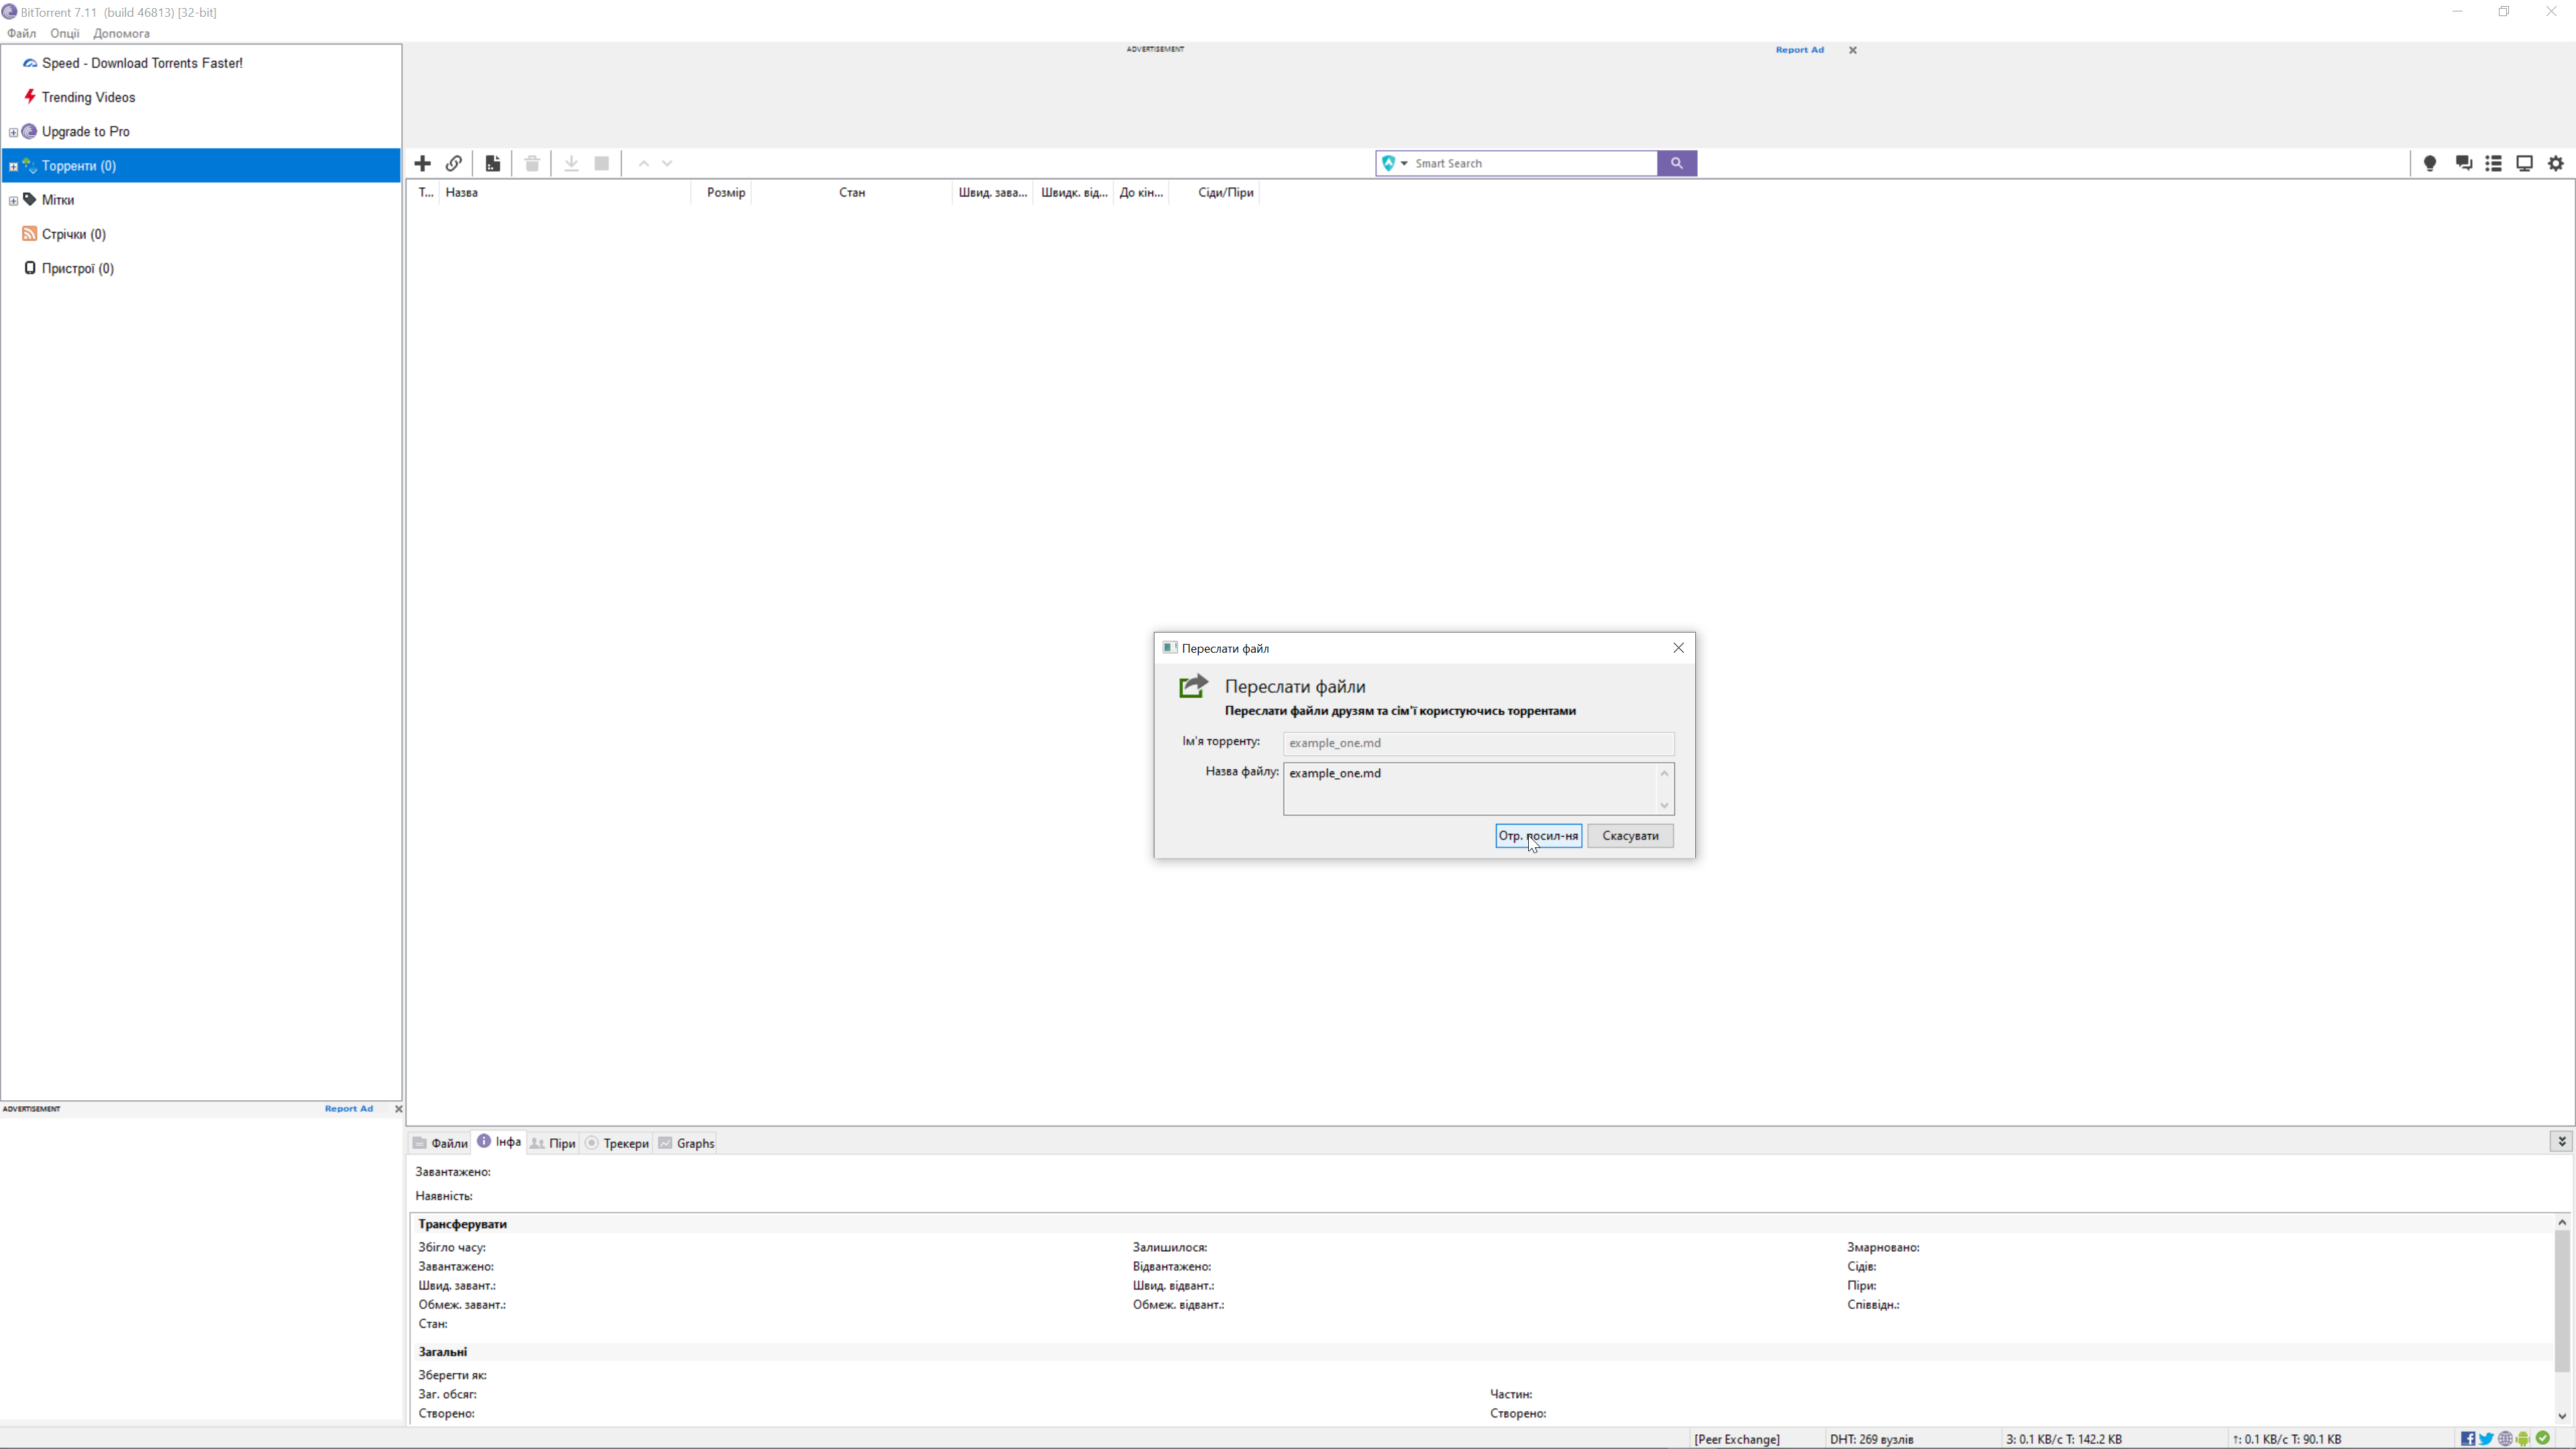 BitTorrent 7.11 (build 46813) [32-bit]
Файл Опції Допомога
ADVERTISEMENT Report Ad
Speed - Download Torrents Faster!
Trending Videos
Upgrade to Pro
Торренти (0)
Мітки
Стрічки (0)
Пристрої (0)
Smart Search
Т... Назва Розмір Стан Швид. зава... Швидк. від... До кін... Сіди/Піри
Переслати файл
Переслати файли
Переслати файли друзям та сім'ї користуючись торрентами
Ім'я торренту: example_one.md
Назва файлу: example_one.md
Отр. посил-ня Скасувати
ADVERTISEMENT Report Ad
Файли Інфа Піри Трекери Graphs
Завантажено:
Наявність:
Трансферувати
Збігло часу: Залишилося: Змарновано:
Завантажено: Відвантажено: Сідів:
Швид. завант.: Швид. відвант.: Піри:
Обмеж. завант.: Обмеж. відвант.: Співвідн.:
Стан:
Загальні
Зберегти як:
Заг. обсяг: Частин:
Створено: Створено:
[Peer Exchange] DHT: 269 вузлів З: 0.1 KB/с Т: 142.2 KB ↑: 0.1 KB/с Т: 90.1 KB